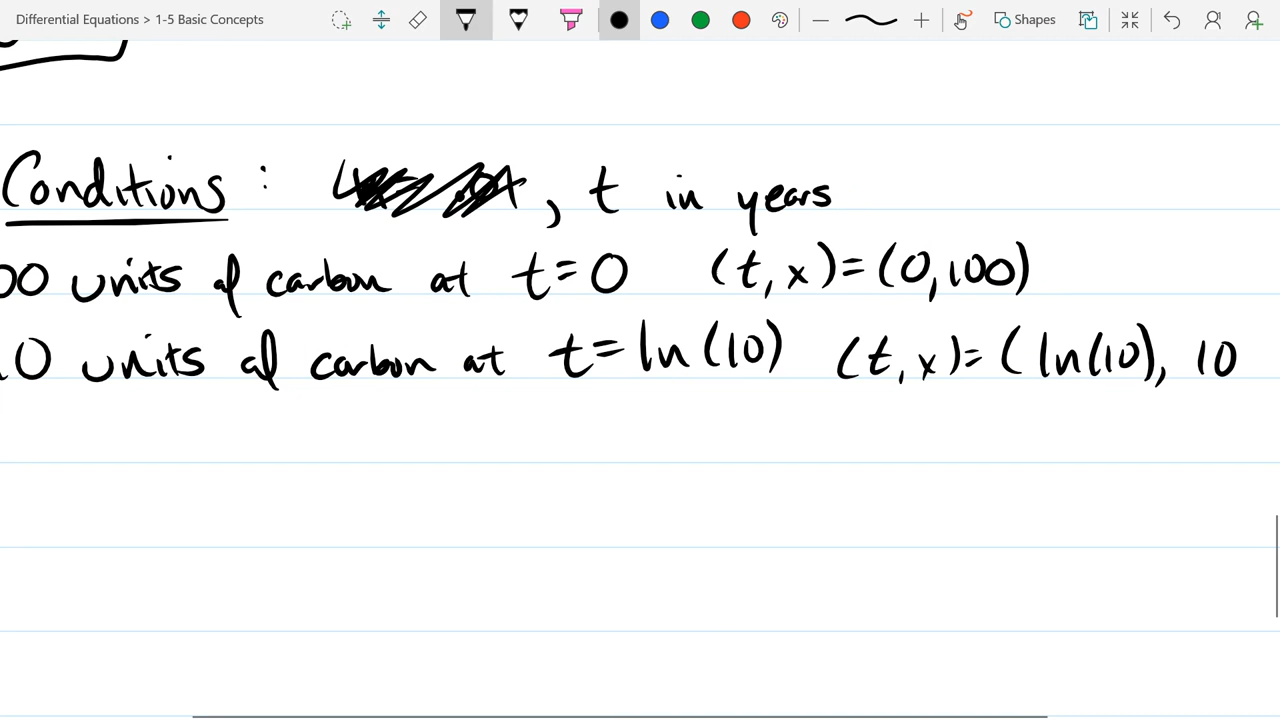 Differential Equations > 1-5 Basic Concepts
Shapes
Conditions: , t in years
00 units of carbon at t=0 (t,x)=(0,100)
10 units of carbon at t=ln(10) (t,x)=(ln(10), 10